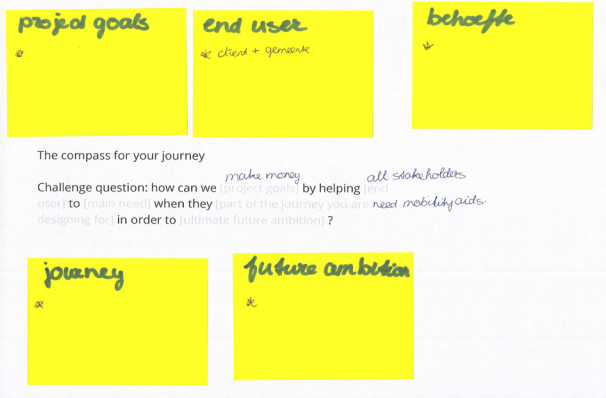 project goals
end user
* client + gemeente
behoefte
The compass for your journey
make money all stakeholders
Challenge question: how can we [project goals] by helping [end
user] to [main need] when they [part of the journey you are need mobility aids.
designing for] in order to [ultimate future ambition] ?
journey
future ambition